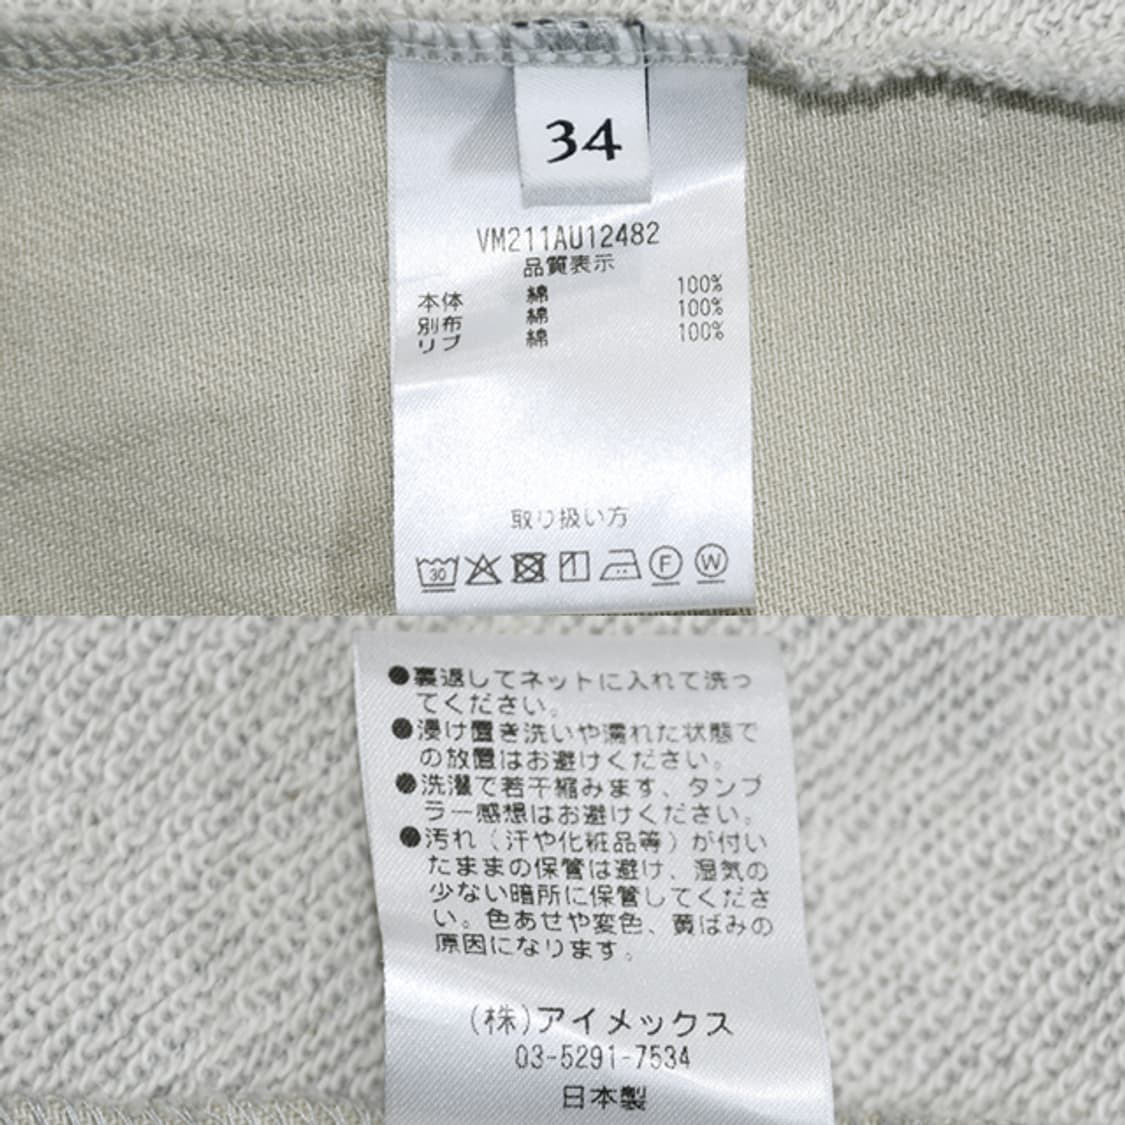 34
VM211AU12482
品質表示
本体 綿 100%
別布 綿 100%
リブ 綿 100%
取り扱い方
30 F W
●裏返してネットに入れて洗っ
てください。
●浸け置き洗いや濡れた状態で
の放置はお避けください。
●洗濯で若干縮みます、タンブ
ラー感想はお避けください。
●汚れ(汗や化粧品等)が付い
たままの保管は避け、湿気の
少ない暗所に保管してくださ
い。色あせや変色、黄ばみの
原因になります。
(株)アイメックス
03-5291-7534
日本製